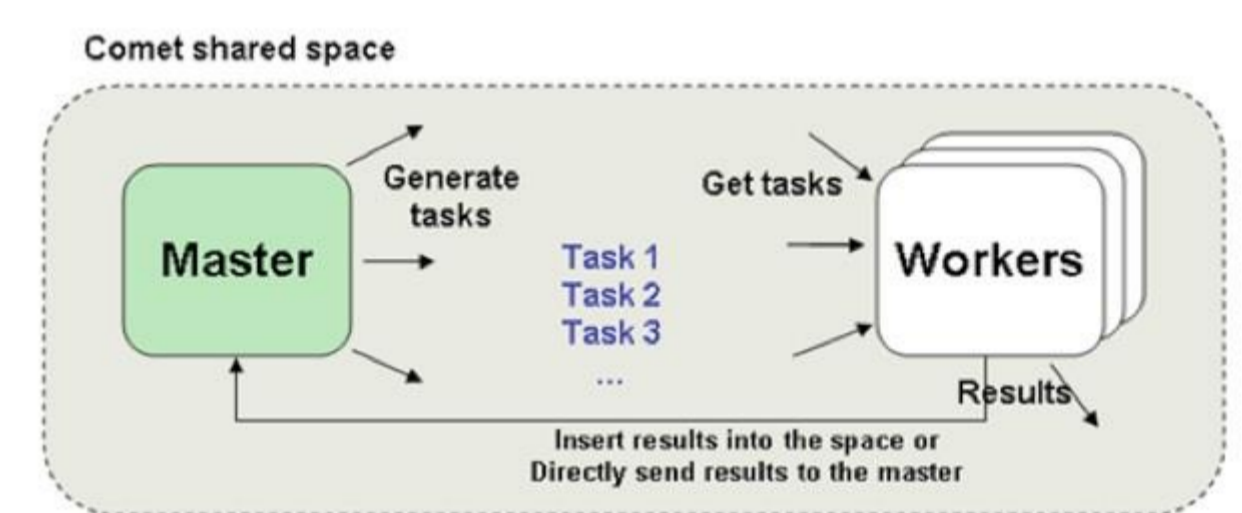 Comet shared space
Generate
tasks
Get tasks
Master
Task 1
Task 2
Task 3
...
Workers
Results
Insert results into the space or
Directly send results to the master